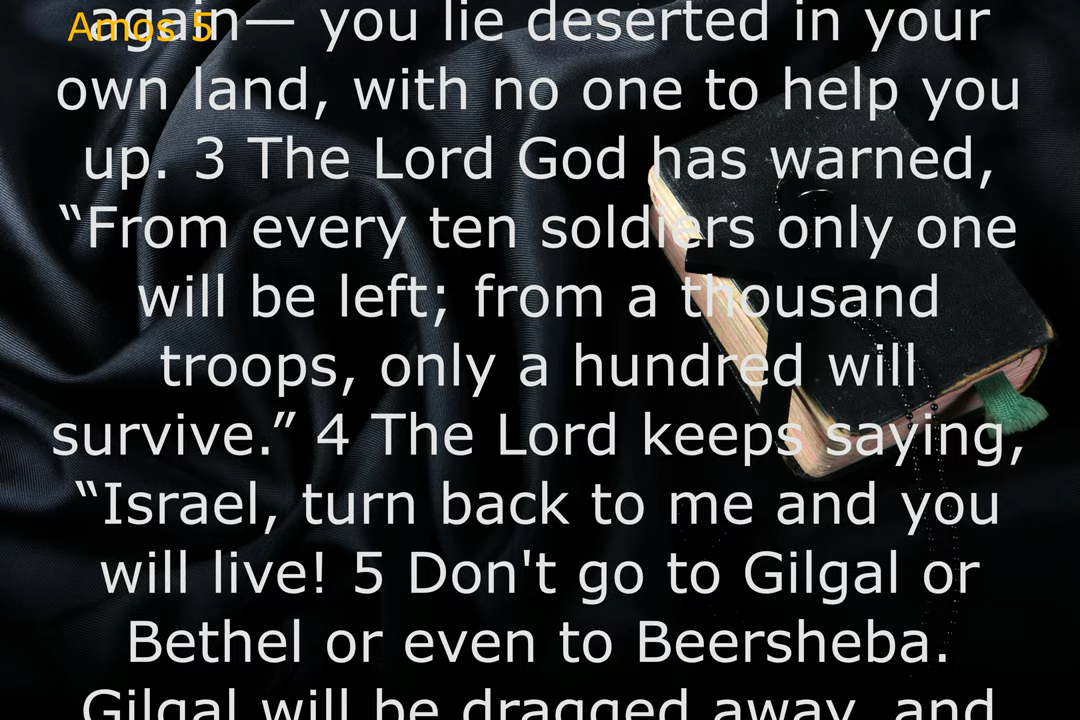 Amos 5
again— you lie deserted in your
own land, with no one to help you
up. 3 The Lord God has warned,
“From every ten soldiers only one
will be left; from a thousand
troops, only a hundred will
survive.” 4 The Lord keeps saying,
“Israel, turn back to me and you
will live! 5 Don't go to Gilgal or
Bethel or even to Beersheba.
Gilgal will be dragged away, and